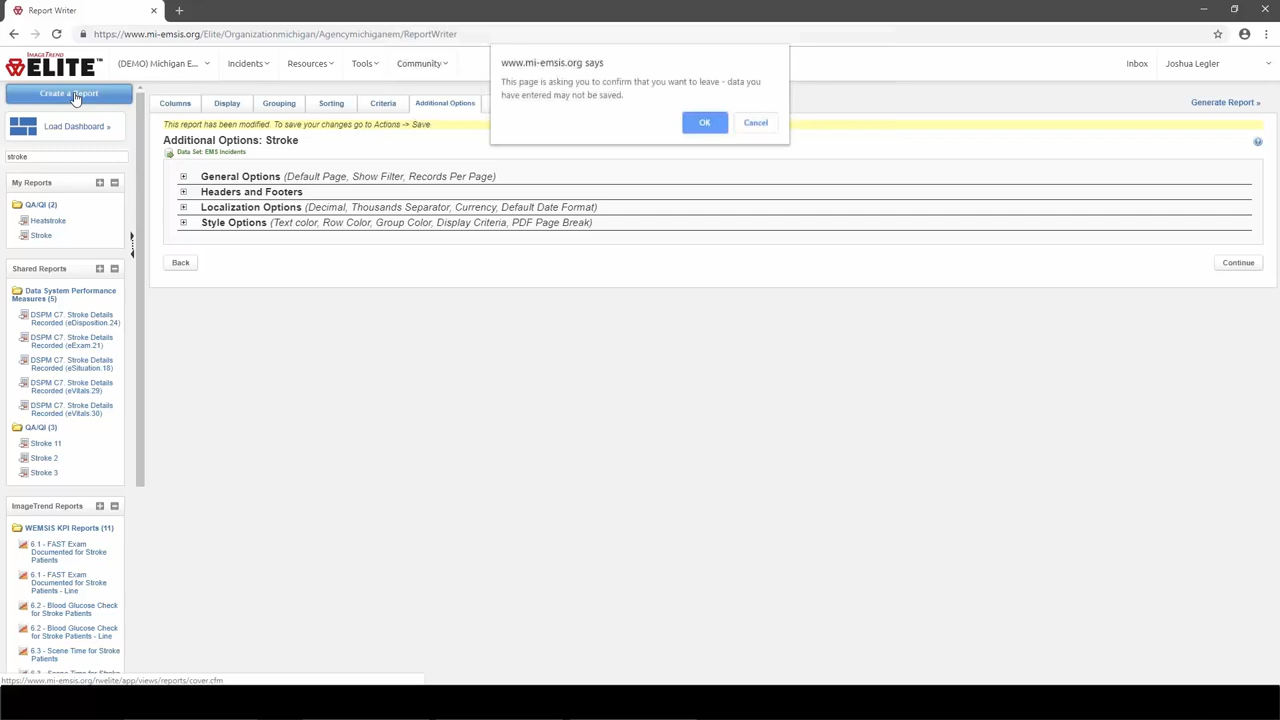 Report Writer
https://www.mi-emsis.org/Elite/Organizationmichigan/Agencymichiganem/ReportWriter
IMAGETREND
ELITE™
(DEMO) Michigan E...
Incidents
Resources
Tools
Community
Inbox
Joshua Legler
www.mi-emsis.org says
This page is asking you to confirm that you want to leave - data you
have entered may not be saved.
OK
Cancel
Create a Report
Load Dashboard »
stroke
My Reports
QA/QI (2)
Heatstroke
Stroke
Shared Reports
Data System Performance
Measures (5)
DSPM C7. Stroke Details
Recorded (eDisposition.24)
DSPM C7. Stroke Details
Recorded (eExam.21)
DSPM C7. Stroke Details
Recorded (eSituation.18)
DSPM C7. Stroke Details
Recorded (eVitals.29)
DSPM C7. Stroke Details
Recorded (eVitals.30)
QA/QI (3)
Stroke 11
Stroke 2
Stroke 3
ImageTrend Reports
WEMSIS KPI Reports (11)
6.1 - FAST Exam
Documented for Stroke
Patients
6.1 - FAST Exam
Documented for Stroke
Patients - Line
6.2 - Blood Glucose Check
for Stroke Patients
6.2 - Blood Glucose Check
for Stroke Patients - Line
6.3 - Scene Time for Stroke
Patients
6.3 - Scene Time for Stroke
Columns
Display
Grouping
Sorting
Criteria
Additional Options
Generate Report »
This report has been modified. To save your changes go to Actions -> Save
Additional Options: Stroke
Data Set: EMS Incidents
General Options (Default Page, Show Filter, Records Per Page)
Headers and Footers
Localization Options (Decimal, Thousands Separator, Currency, Default Date Format)
Style Options (Text color, Row Color, Group Color, Display Criteria, PDF Page Break)
Back
Continue
https://www.mi-emsis.org/rwelite/app/views/reports/cover.cfm